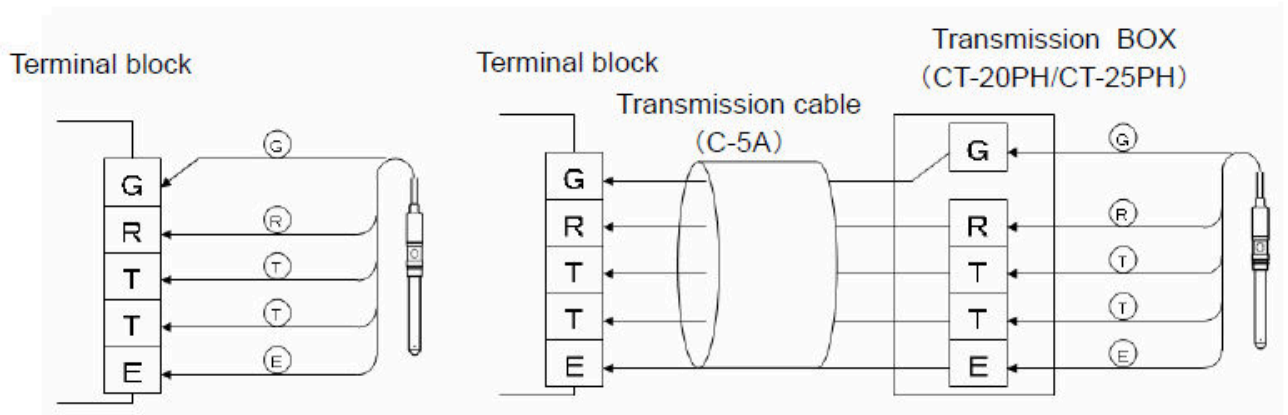 Terminal block
G
R
T
T
E
G
R
T
T
E
Terminal block
Transmission cable
(C-5A)
Transmission BOX
(CT-20PH/CT-25PH)
G
R
T
T
E
G
R
T
T
E
G
R
T
T
E